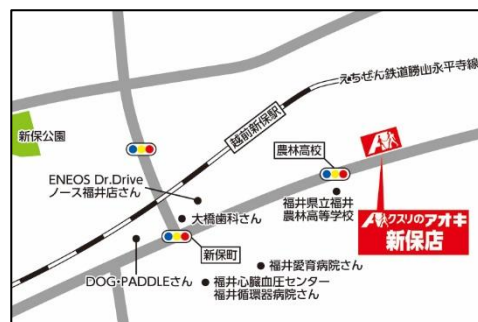 えちぜん鉄道勝山永平寺線
新保公園
越前新保駅
農林高校
ENEOS Dr.Drive
ノース福井店さん
大橋歯科さん
福井県立福井
農林高等学校
クスリのアオキ
新保店
新保町
DOG・PADDLEさん
福井愛育病院さん
福井心臓血圧センター
福井循環器病院さん